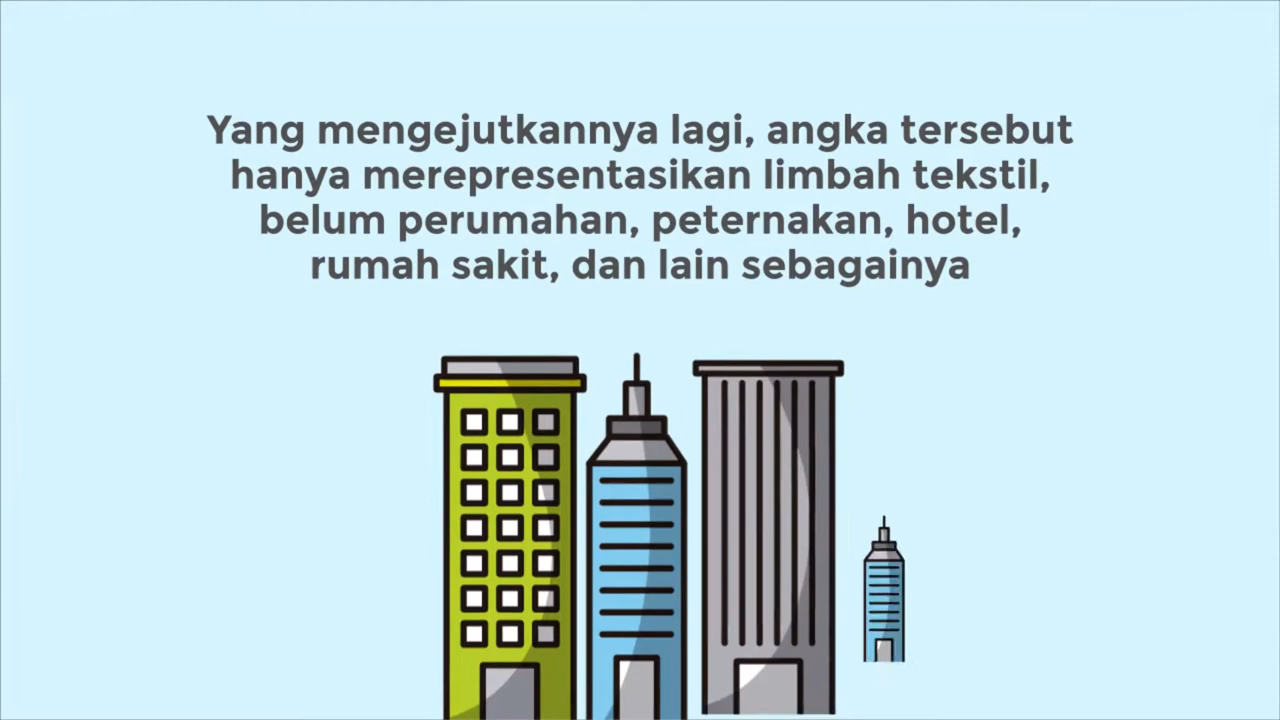 Yang mengejutkannya lagi, angka tersebut
hanya merepresentasikan limbah tekstil,
belum perumahan, peternakan, hotel,
rumah sakit, dan lain sebagainya